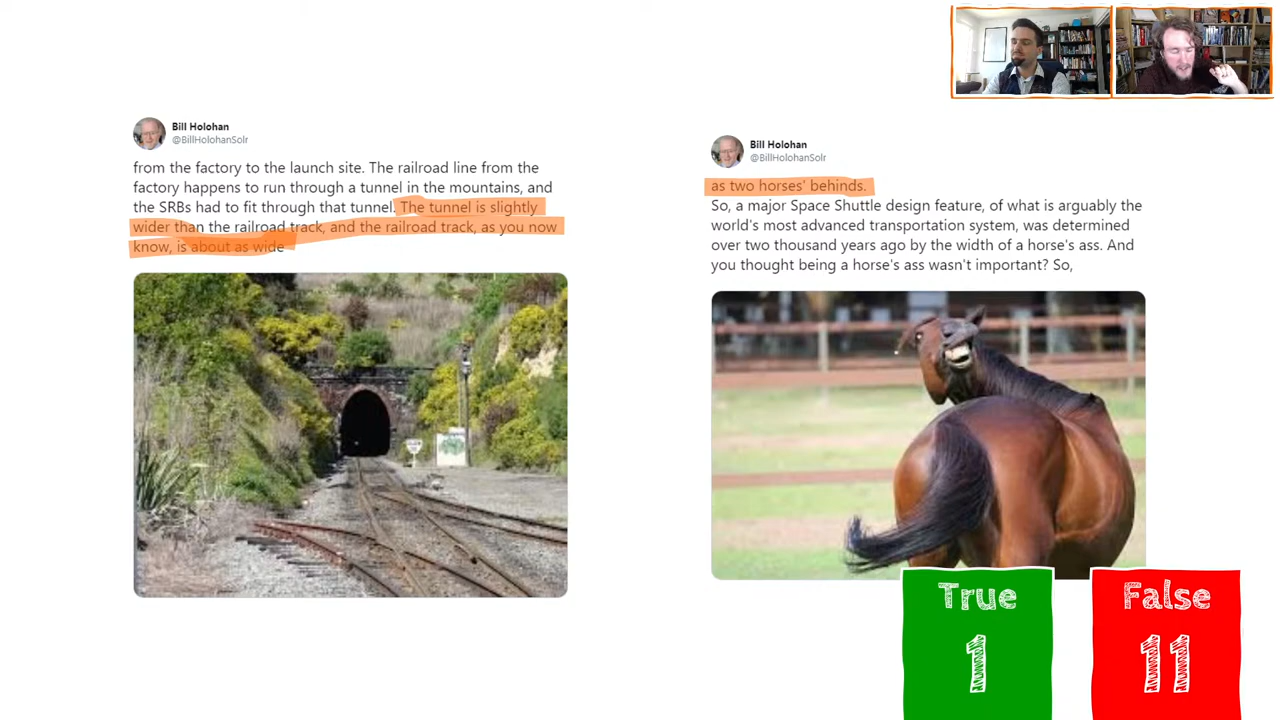 Bill Holohan
@BillHolohanSolr
from the factory to the launch site. The railroad line from the
factory happens to run through a tunnel in the mountains, and
the SRBs had to fit through that tunnel. The tunnel is slightly
wider than the railroad track, and the railroad track, as you now
know, is about as wide
Bill Holohan
@BillHolohanSolr
as two horses' behinds.
So, a major Space Shuttle design feature, of what is arguably the
world's most advanced transportation system, was determined
over two thousand years ago by the width of a horse's ass. And
you thought being a horse's ass wasn't important? So,
True
1
False
11